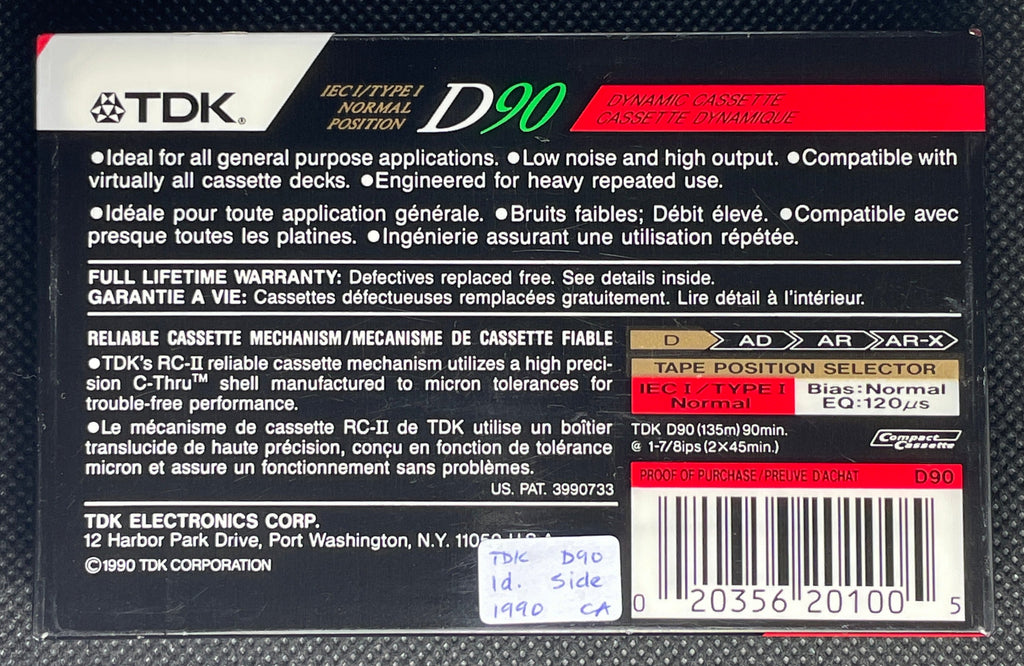 TDK®
IEC I/TYPE I
NORMAL
POSITION
D90
DYNAMIC CASSETTE
CASSETTE DYNAMIQUE
●Ideal for all general purpose applications. ●Low noise and high output. ●Compatible with
virtually all cassette decks. ●Engineered for heavy repeated use.
●Idéale pour toute application générale. ●Bruits faibles; Débit élevé. ●Compatible avec
presque toutes les platines. ●Ingénierie assurant une utilisation répétée.
FULL LIFETIME WARRANTY: Defectives replaced free. See details inside.
GARANTIE A VIE: Cassettes défectueuses remplacées gratuitement. Lire détail à l'intérieur.
RELIABLE CASSETTE MECHANISM/MECANISME DE CASSETTE FIABLE
●TDK's RC-II reliable cassette mechanism utilizes a high preci-
sion C-Thru™ shell manufactured to micron tolerances for
trouble-free performance.
●Le mécanisme de cassette RC-II de TDK utilise un boîtier
translucide de haute précision, conçu en fonction de tolérance
micron et assure un fonctionnement sans problèmes.
US. PAT. 3990733
TDK ELECTRONICS CORP.
12 Harbor Park Drive, Port Washington, N.Y. 11050 U.S.A.
©1990 TDK CORPORATION
TDK D90
1d. Side
1990 CA
D AD AR AR-X
TAPE POSITION SELECTOR
IEC I/TYPE I
Normal
Bias: Normal
EQ: 120μs
TDK D90 (135m) 90min.
@ 1-7/8ips (2×45min.)
Compact
Cassette
PROOF OF PURCHASE/PREUVE D'ACHAT D90
0 20356 20100 5